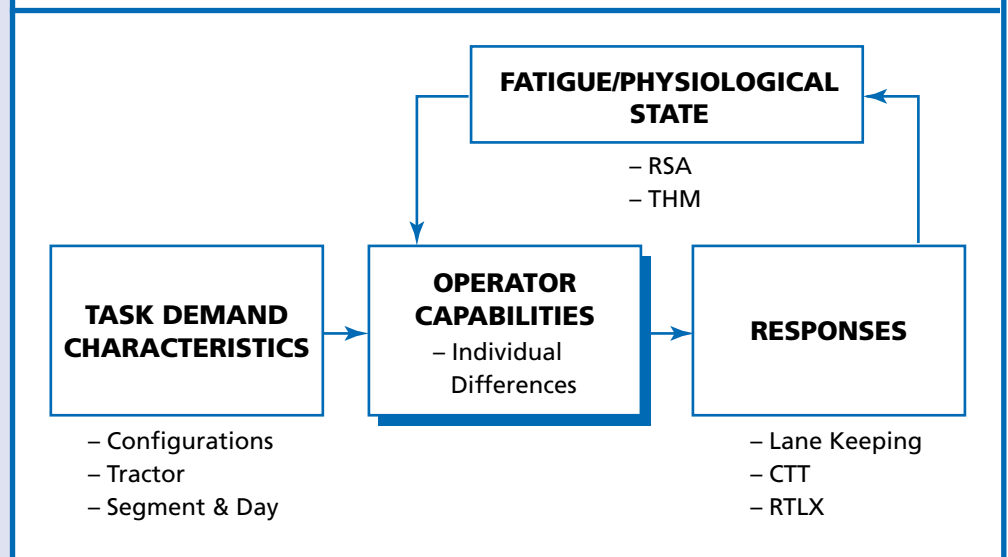 FATIGUE/PHYSIOLOGICAL
STATE
– RSA
– THM
TASK DEMAND
CHARACTERISTICS
– Configurations
– Tractor
– Segment & Day
OPERATOR
CAPABILITIES
– Individual
Differences
RESPONSES
– Lane Keeping
– CTT
– RTLX